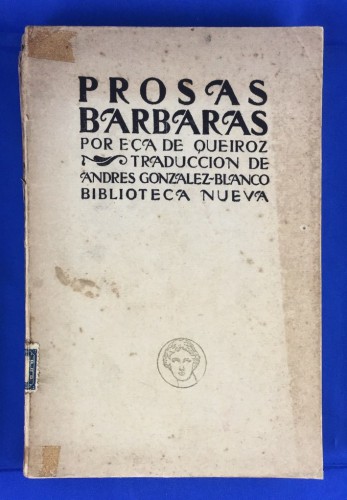 PROSAS
BARBARAS
POR EÇA DE QUEIROZ
TRADUCCION DE
ANDRES GONZALEZ-BLANCO
BIBLIOTECA NUEVA